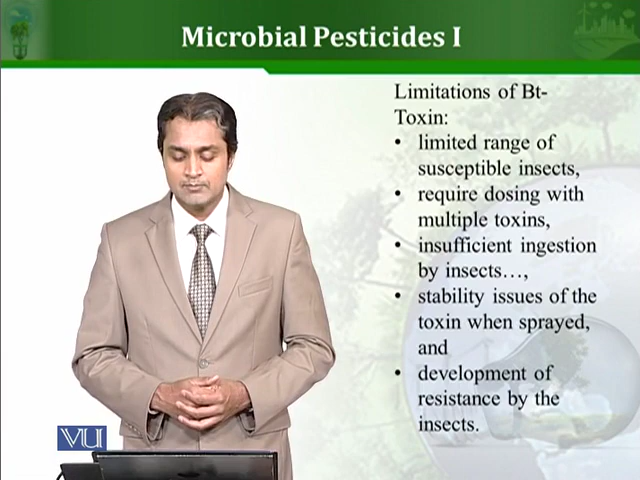 Microbial Pesticides I
Limitations of Bt-
Toxin:
• limited range of
susceptible insects,
• require dosing with
multiple toxins,
• insufficient ingestion
by insects…,
• stability issues of the
toxin when sprayed,
and
• development of
resistance by the
insects.
VU